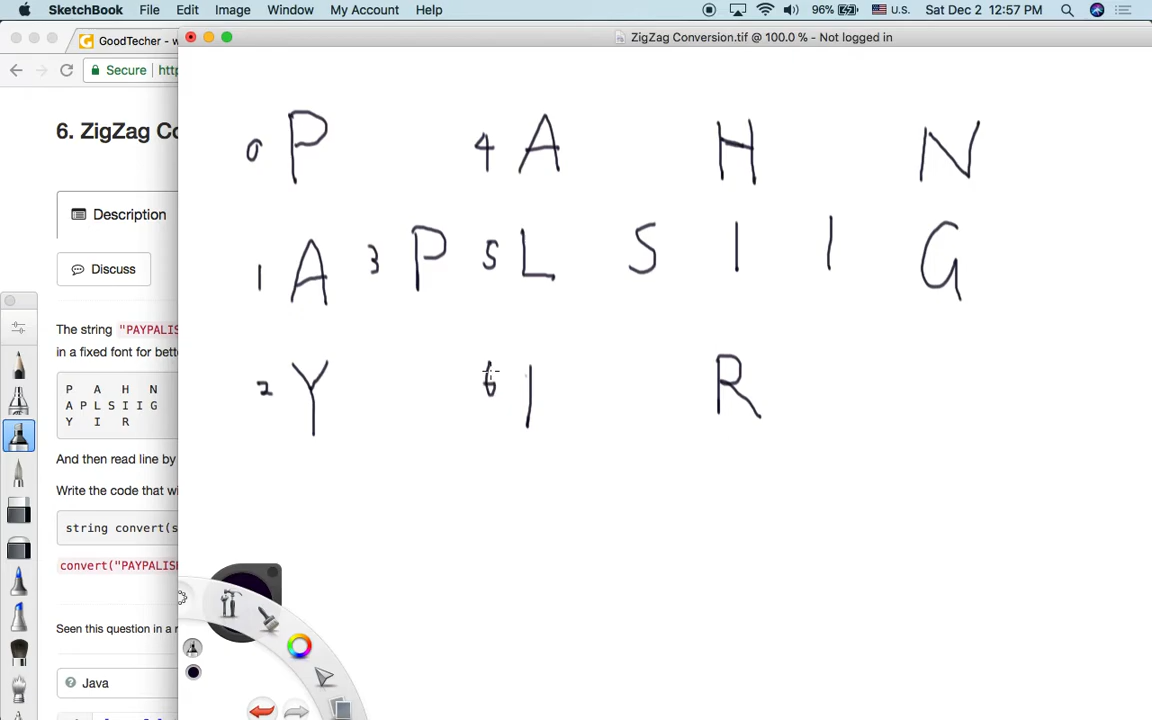 SketchBook File Edit Image Window My Account Help 96% U.S. Sat Dec 2 12:57 PM
GoodTecher - w
ZigZag Conversion.tif @ 100.0 % - Not logged in
Secure http
6. ZigZag Co
Description
Discuss
The string "PAYPALIS
in a fixed font for bett
P A H N
A P L S I I G
Y I R
And then read line by
Write the code that wi
string convert(s
convert("PAYPALIS
Seen this question in a r
Java
0 P 4 A H N
1 A 3 P 5 L S I I G
2 Y 6 I R